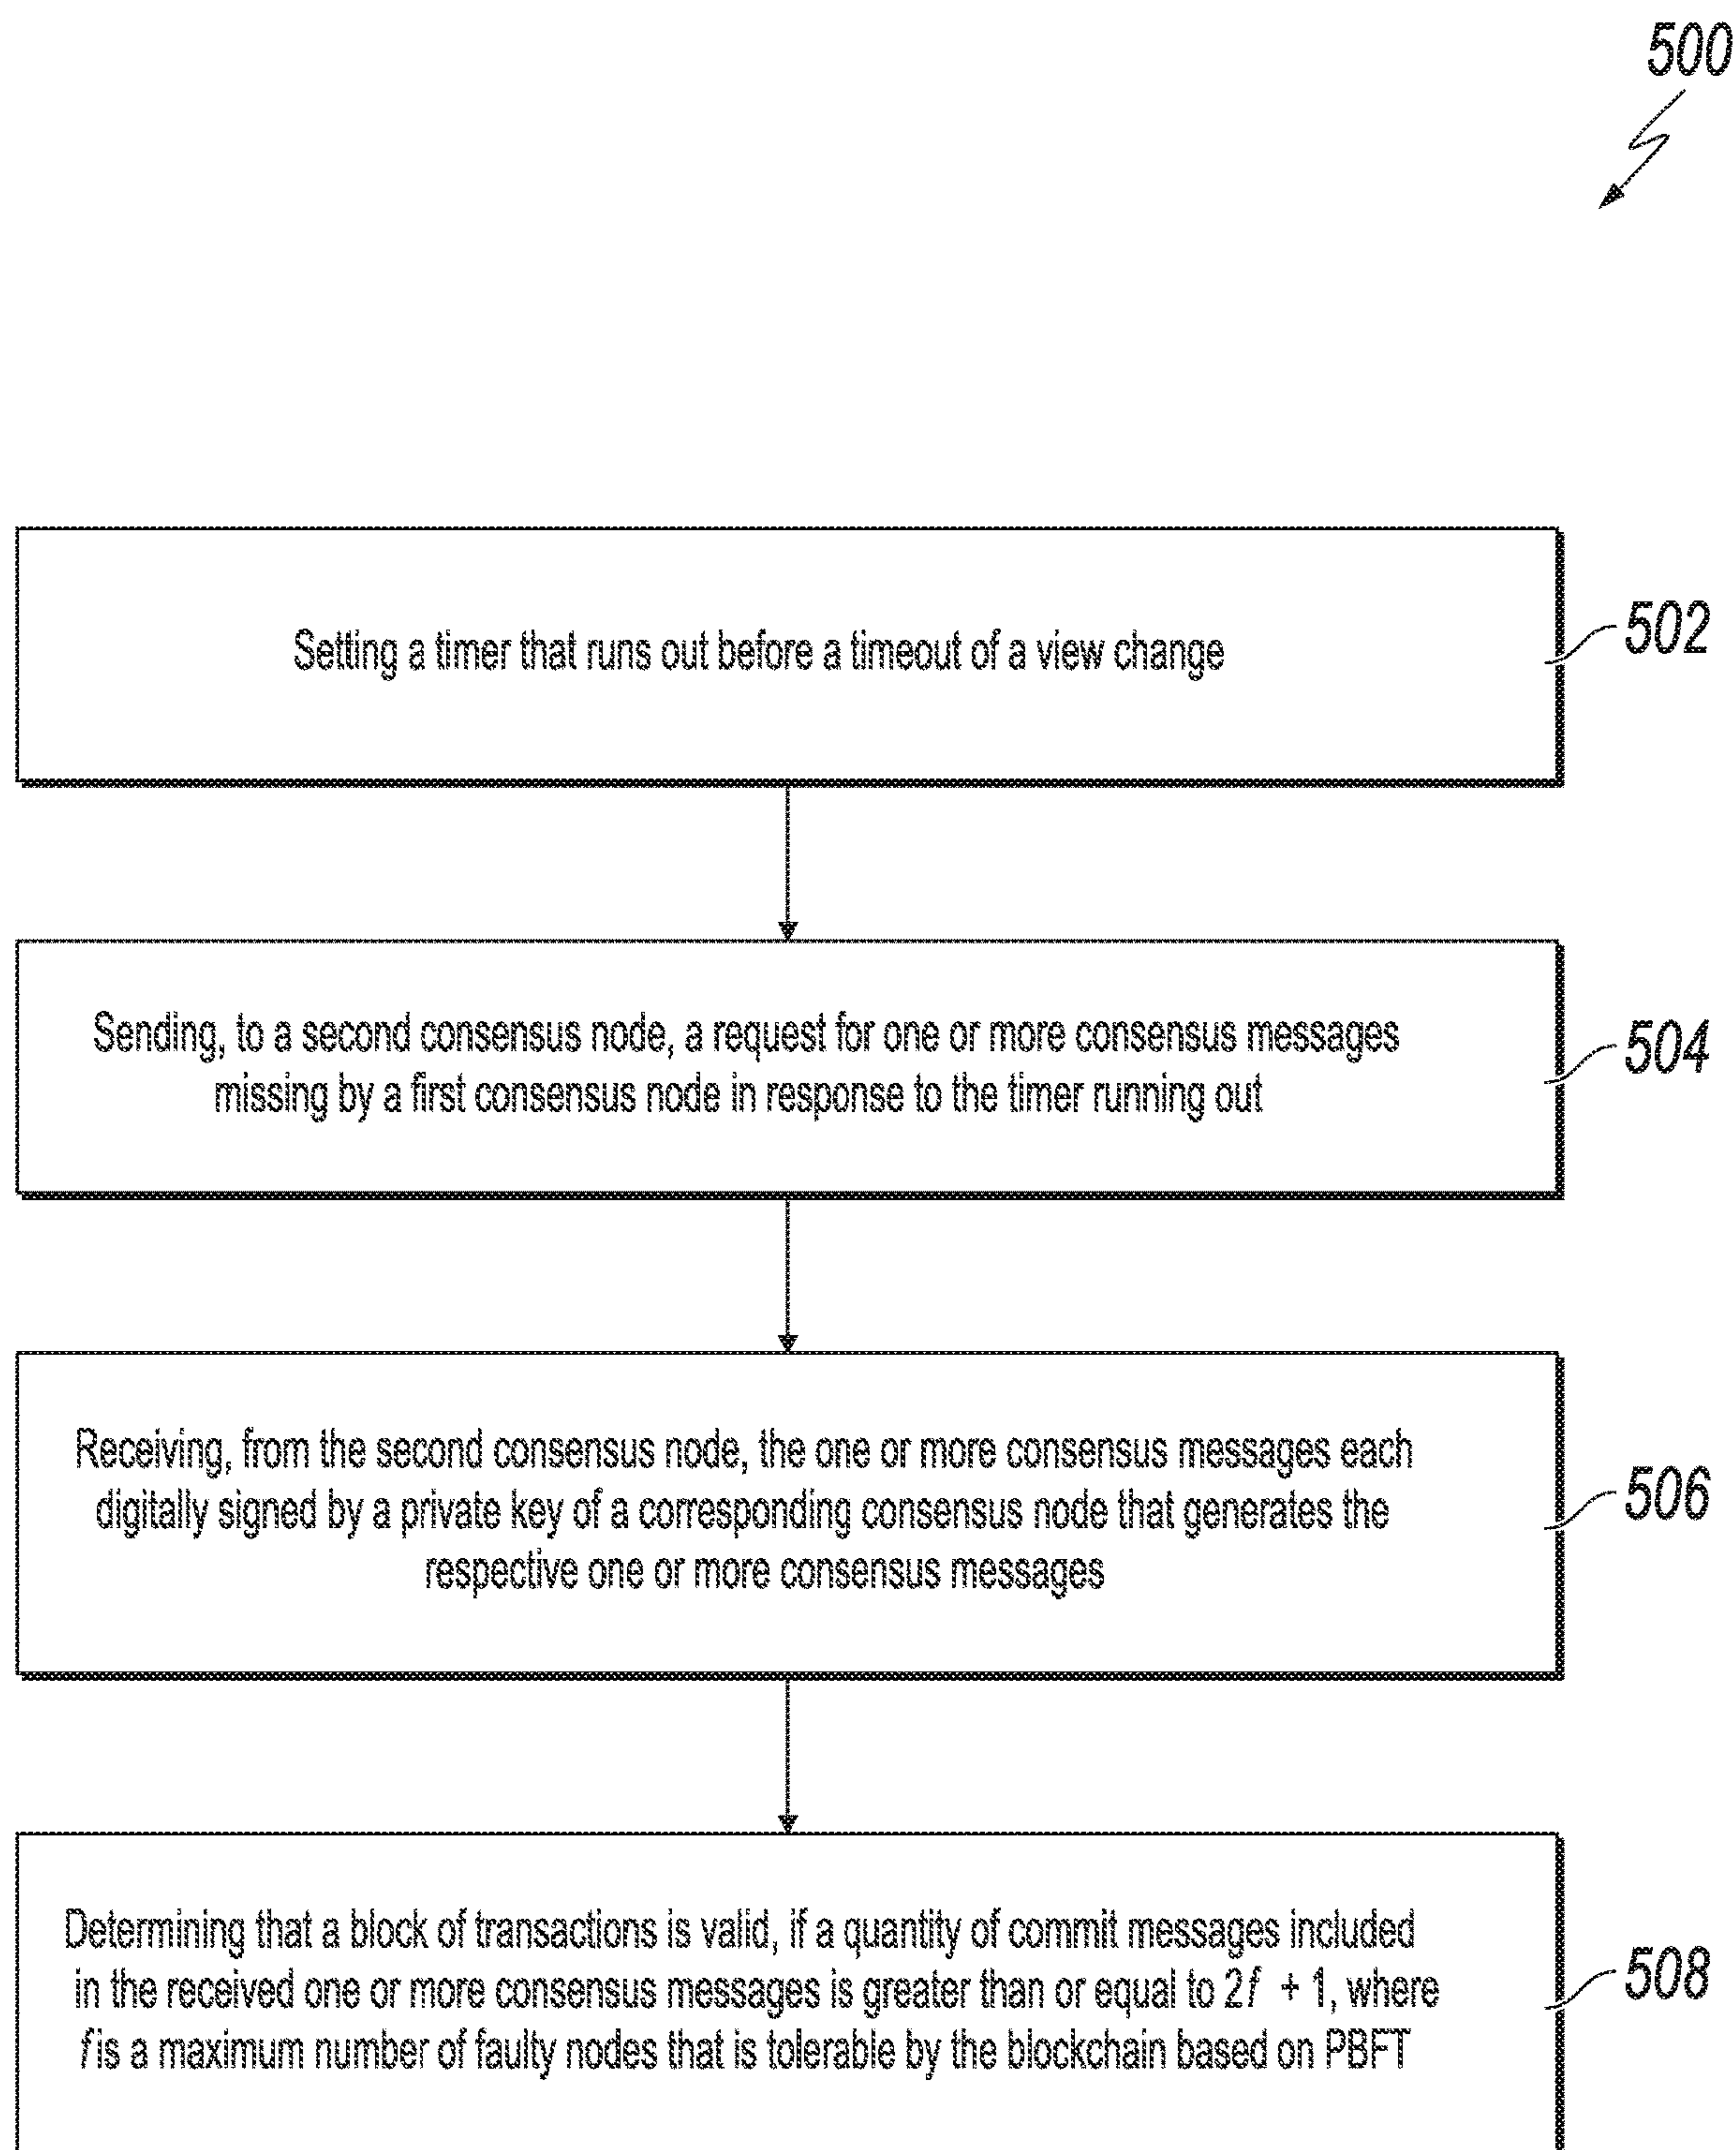 500
Setting a timer that runs out before a timeout of a view change
502
Sending, to a second consensus node, a request for one or more consensus messages
missing by a first consensus node in response to the timer running out
504
Receiving, from the second consensus node, the one or more consensus messages each
digitally signed by a private key of a corresponding consensus node that generates the
respective one or more consensus messages
506
Determining that a block of transactions is valid, if a quantity of commit messages included
in the received one or more consensus messages is greater than or equal to 2f + 1, where
f is a maximum number of faulty nodes that is tolerable by the blockchain based on PBFT
508